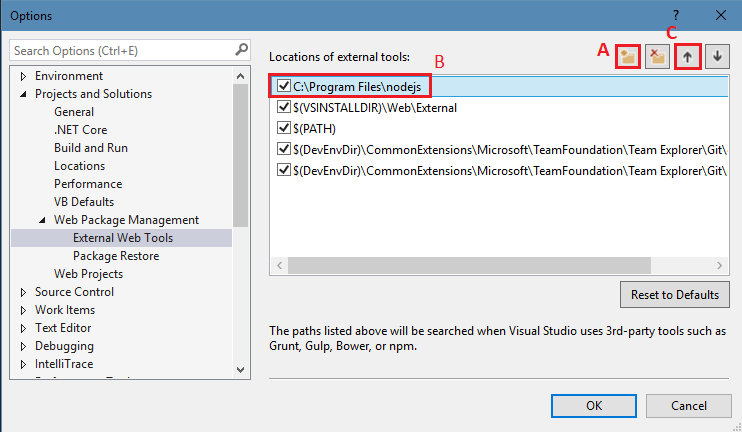 Options
?
Search Options (Ctrl+E)
Environment
Projects and Solutions
General
.NET Core
Build and Run
Locations
Performance
VB Defaults
Web Package Management
External Web Tools
Package Restore
Web Projects
Source Control
Work Items
Text Editor
Debugging
IntelliTrace
Locations of external tools:
B
A
C
C:\Program Files\nodejs
$(VSINSTALLDIR)\Web\External
$(PATH)
$(DevEnvDir)\CommonExtensions\Microsoft\TeamFoundation\Team Explorer\Git\
$(DevEnvDir)\CommonExtensions\Microsoft\TeamFoundation\Team Explorer\Git\
Reset to Defaults
The paths listed above will be searched when Visual Studio uses 3rd-party tools such as
Grunt, Gulp, Bower, or npm.
OK
Cancel